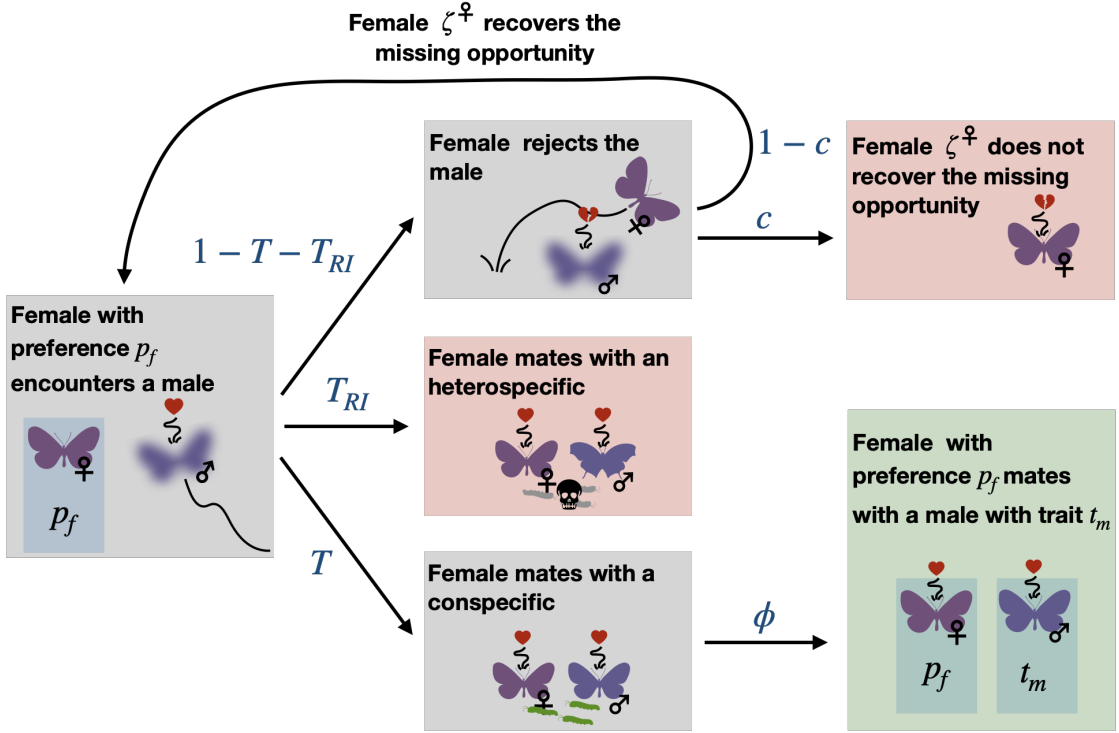 Female ζ♀ recovers the
missing opportunity
Female rejects the
male
1 − c
c
Female ζ♀ does not
recover the missing
opportunity
♀
♂
♀
1 − T − T_RI
Female with
preference p_f
encounters a male
♀
♂
p_f
T_RI
Female mates with an
heterospecific
♀
♂
T
Female mates with a
conspecific
♀
♂
ϕ
Female with
preference p_f mates
with a male with trait t_m
♀
♂
p_f
t_m